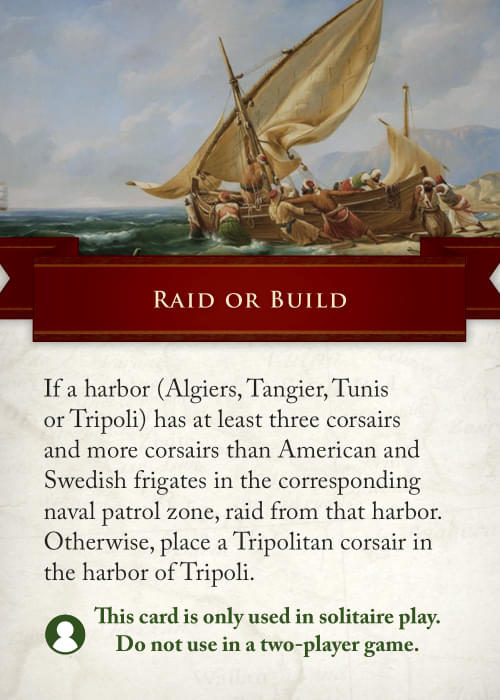 Raid or Build
If a harbor (Algiers, Tangier, Tunis
or Tripoli) has at least three corsairs
and more corsairs than American and
Swedish frigates in the corresponding
naval patrol zone, raid from that harbor.
Otherwise, place a Tripolitan corsair in
the harbor of Tripoli.
This card is only used in solitaire play.
Do not use in a two-player game.